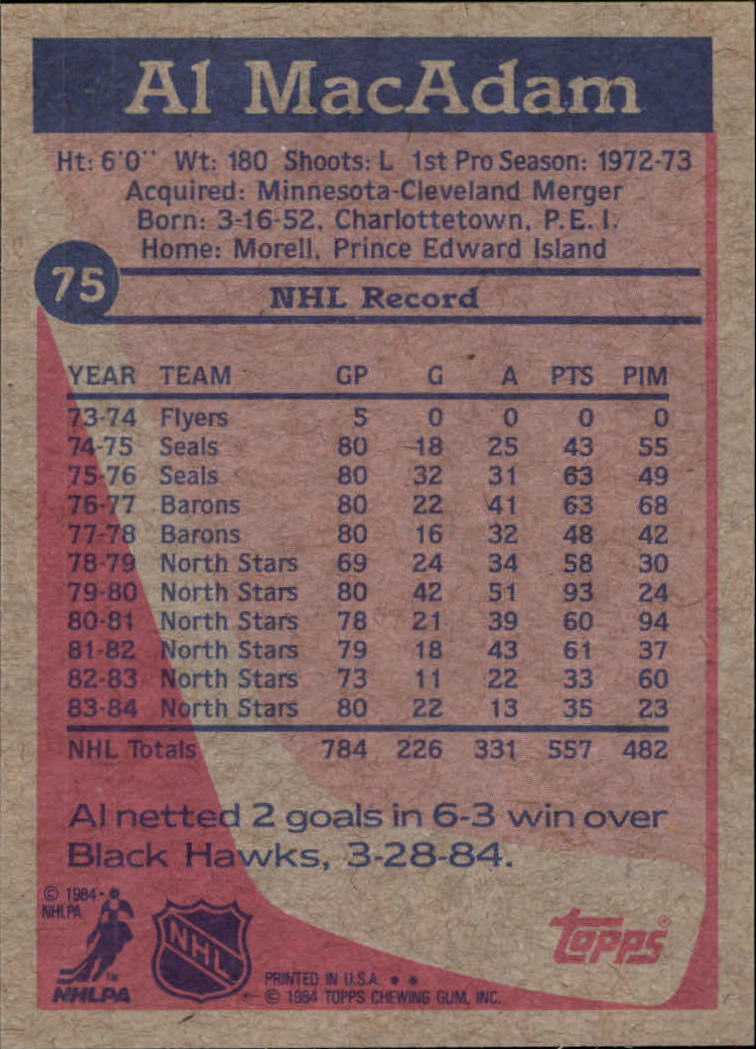 Al MacAdam
Ht: 6'0'' Wt: 180 Shoots: L 1st Pro Season: 1972-73
Acquired: Minnesota-Cleveland Merger
Born: 3-16-52, Charlottetown, P.E.I.
Home: Morell, Prince Edward Island
75
NHL Record
YEAR TEAM GP G A PTS PIM
73-74 Flyers 5 0 0 0 0
74-75 Seals 80 18 25 43 55
75-76 Seals 80 32 31 63 49
76-77 Barons 80 22 41 63 68
77-78 Barons 80 16 32 48 42
78-79 North Stars 69 24 34 58 30
79-80 North Stars 80 42 51 93 24
80-81 North Stars 78 21 39 60 94
81-82 North Stars 79 18 43 61 37
82-83 North Stars 73 11 22 33 60
83-84 North Stars 80 22 13 35 23
NHL Totals 784 226 331 557 482
Al netted 2 goals in 6-3 win over
Black Hawks, 3-28-84.
© 1984
NHLPA
NHL
TM
NHLPA
topps®
PRINTED IN U.S.A. * *
© 1984 TOPPS CHEWING GUM, INC.